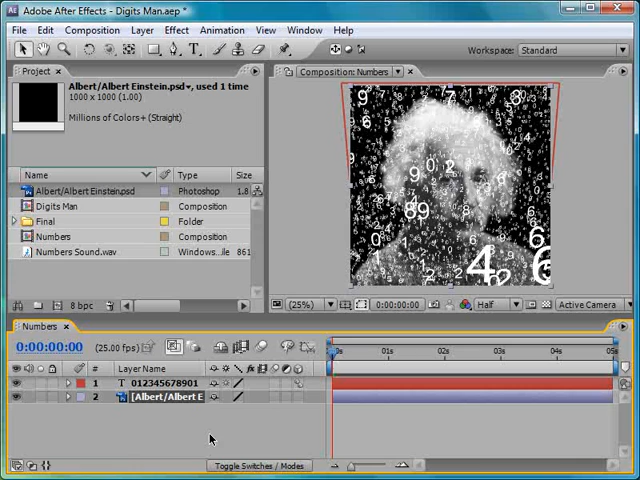 Adobe After Effects - Digits Man.aep *
File Edit Composition Layer Effect Animation View Window Help
Workspace: Standard
Project
Composition: Numbers
Albert/Albert Einstein.psd, used 1 time
1000 x 1000 (1.00)
Millions of Colors+ (Straight)
Name Type Size
Albert/Albert Einstein.psd Photoshop 1.8
Digits Man Composition
Final Folder
Numbers Composition
Numbers Sound.wav Windows...ile 861
8 bpc
(25%) 0:00:00:00 Half Active Camera
Numbers
0:00:00:00 (25.00 fps)
# Layer Name
01s 02s 03s 04s 05s
1 T 012345678901
2 [Albert/Albert E
Toggle Switches / Modes